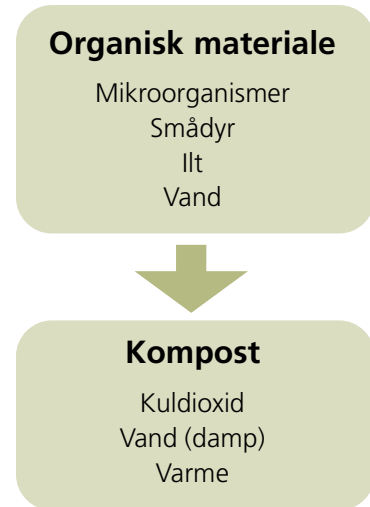 Organisk materiale
Mikroorganismer
Smådyr
Ilt
Vand
Kompost
Kuldioxid
Vand (damp)
Varme